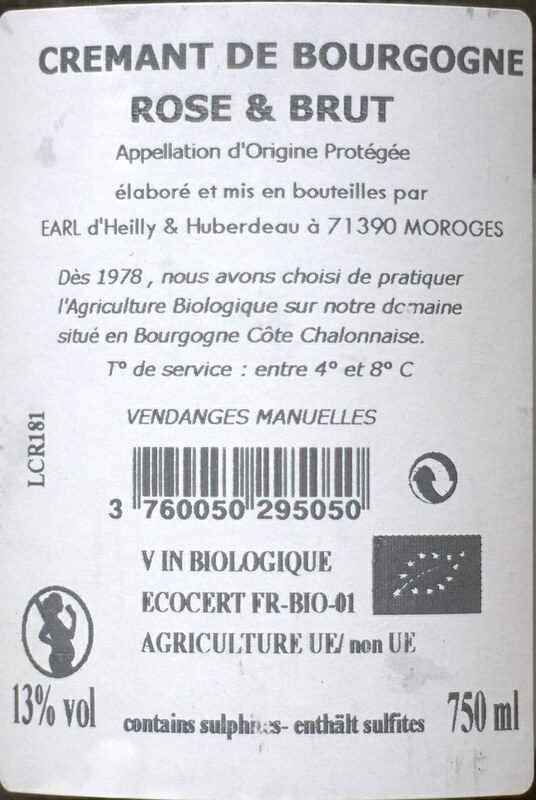 CREMANT DE BOURGOGNE
ROSE & BRUT
Appellation d'Origine Protégée
élaboré et mis en bouteilles par
EARL d'Heilly & Huberdeau à 71390 MOROGES
Dès 1978 , nous avons choisi de pratiquer
l'Agriculture Biologique sur notre domaine
situé en Bourgogne Côte Chalonnaise.
T° de service : entre 4° et 8° C
VENDANGES MANUELLES
LCR181
3 760050 295050
VIN BIOLOGIQUE
ECOCERT FR-BIO-01
AGRICULTURE UE/ non UE
13% vol
contains sulphites- enthält sulfites
750 ml